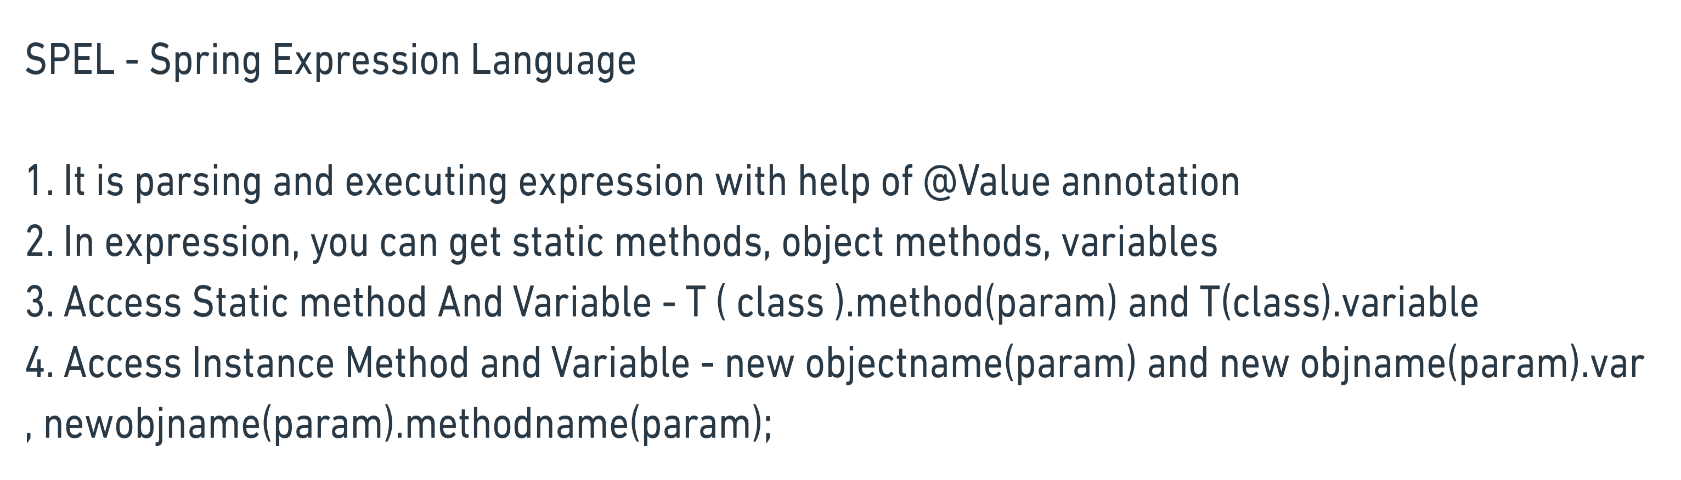 SPEL - Spring Expression Language
1. It is parsing and executing expression with help of @Value annotation
2. In expression, you can get static methods, object methods, variables
3. Access Static method And Variable - T ( class ).method(param) and T(class).variable
4. Access Instance Method and Variable - new objectname(param) and new objname(param).var
, newobjname(param).methodname(param);